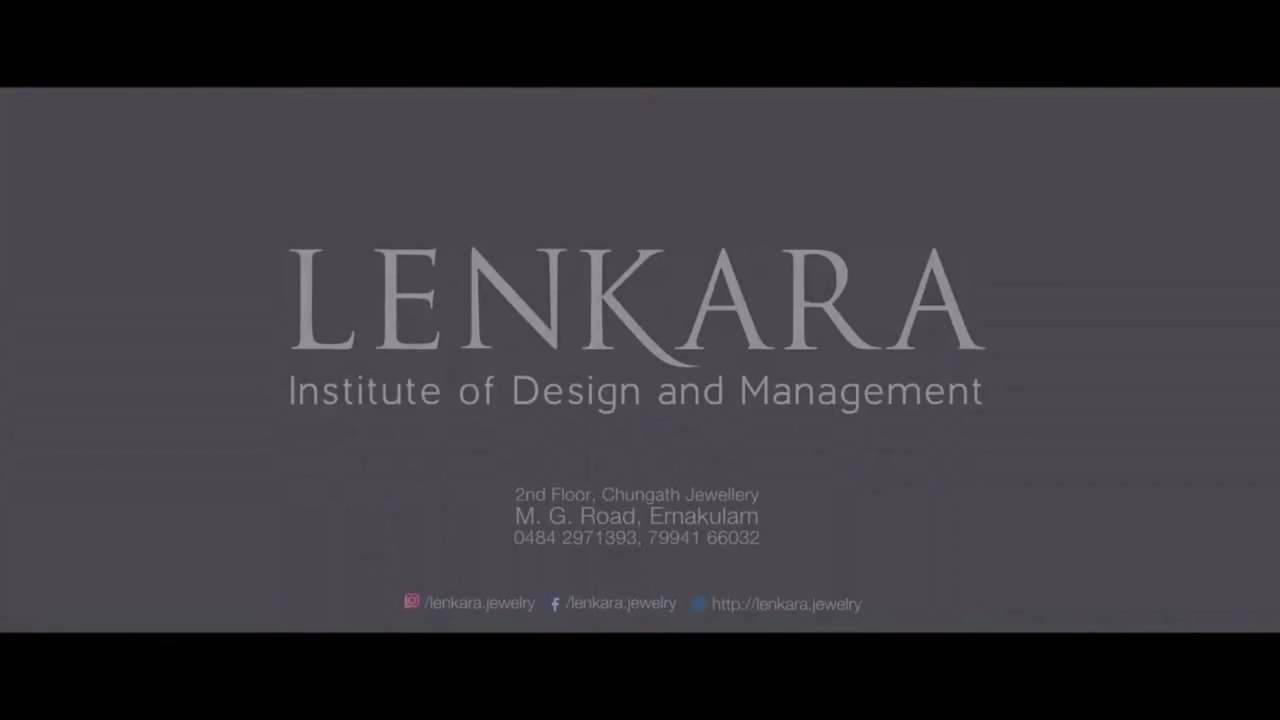 LENKARA
Institute of Design and Management
2nd Floor, Chungath Jewellery
M. G. Road, Ernakulam
0484 2971393, 79941 66032
/lenkara.jewelry /lenkara.jewelry http://lenkara.jewelry